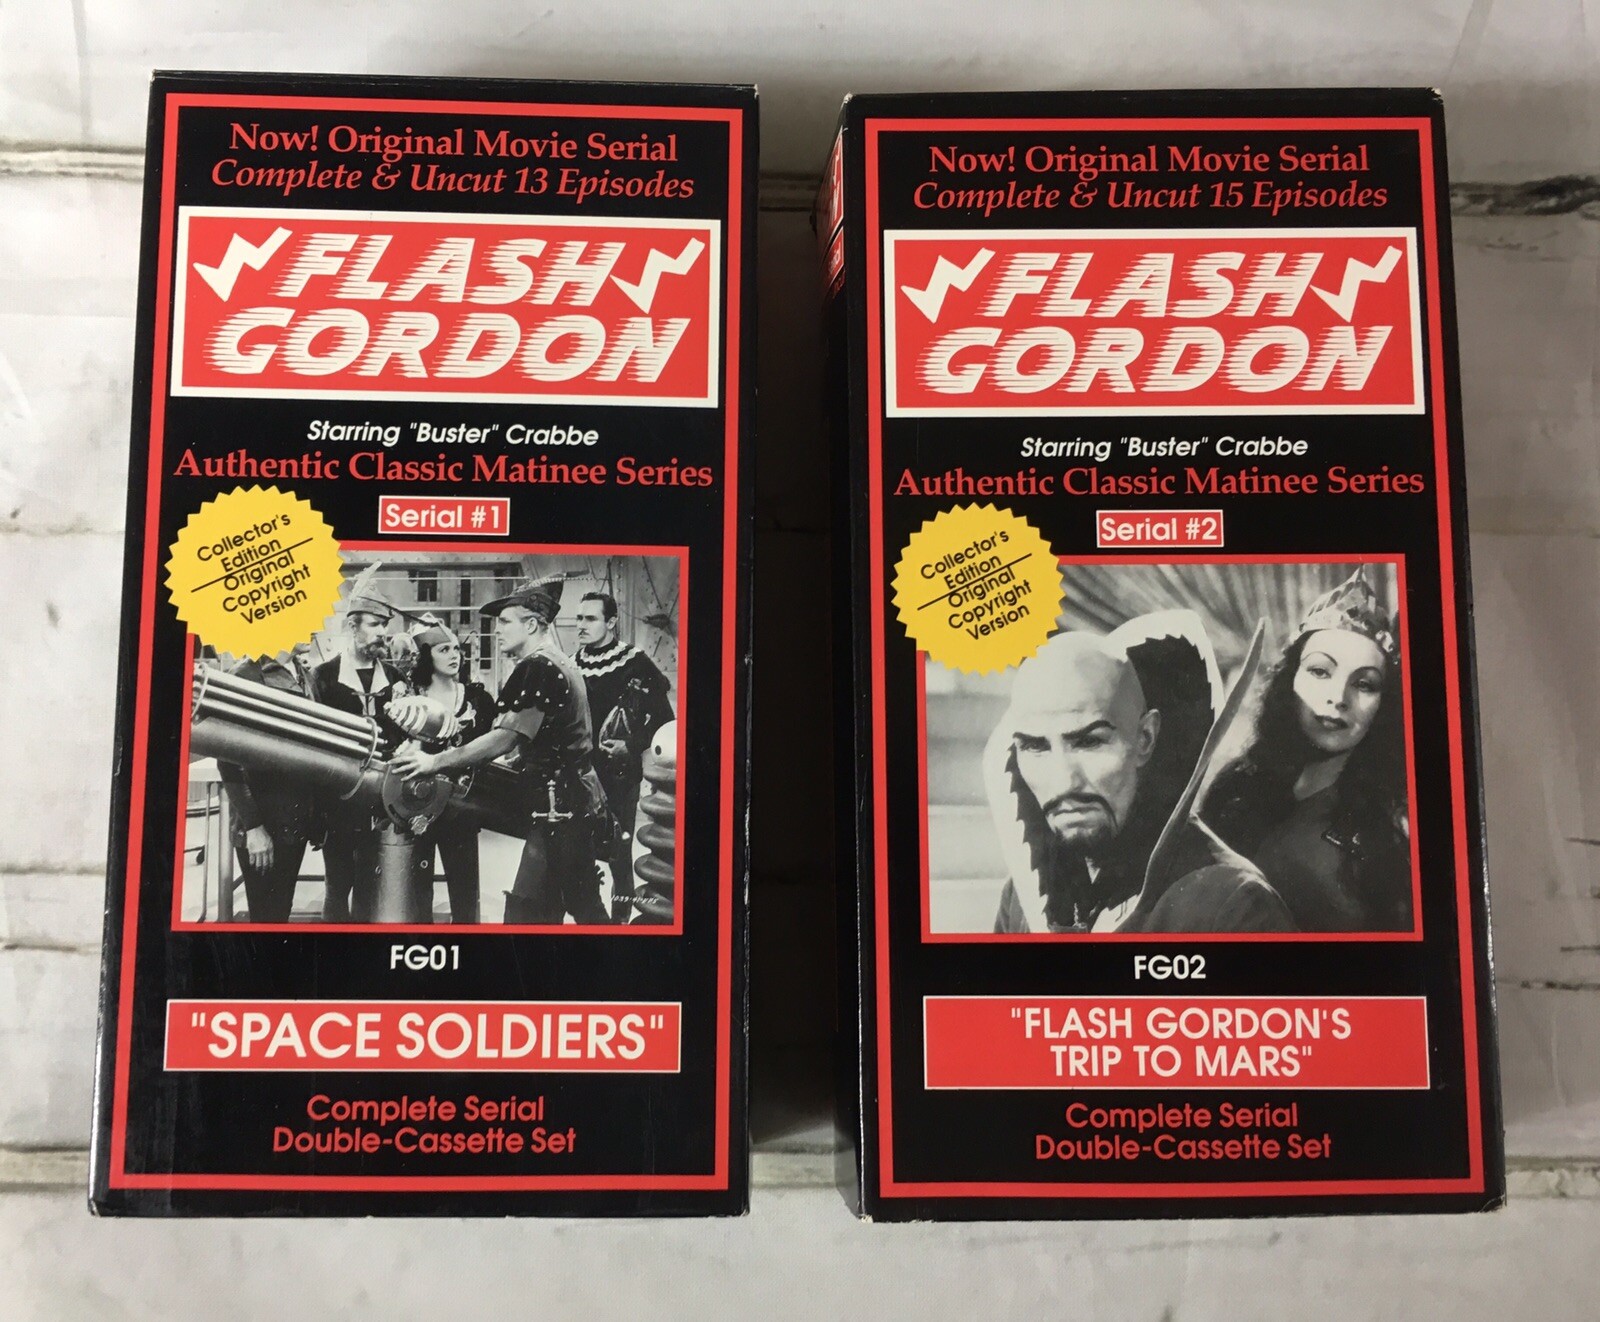 Now! Original Movie Serial
Complete & Uncut 13 Episodes
FLASH
GORDON
Starring "Buster" Crabbe
Authentic Classic Matinee Series
Serial #1
Collector's
Edition
Original
Copyright
Version
FG01
"SPACE SOLDIERS"
Complete Serial
Double-Cassette Set
Now! Original Movie Serial
Complete & Uncut 15 Episodes
FLASH
GORDON
Starring "Buster" Crabbe
Authentic Classic Matinee Series
Serial #2
Collector's
Edition
Original
Copyright
Version
FG02
"FLASH GORDON'S
TRIP TO MARS"
Complete Serial
Double-Cassette Set